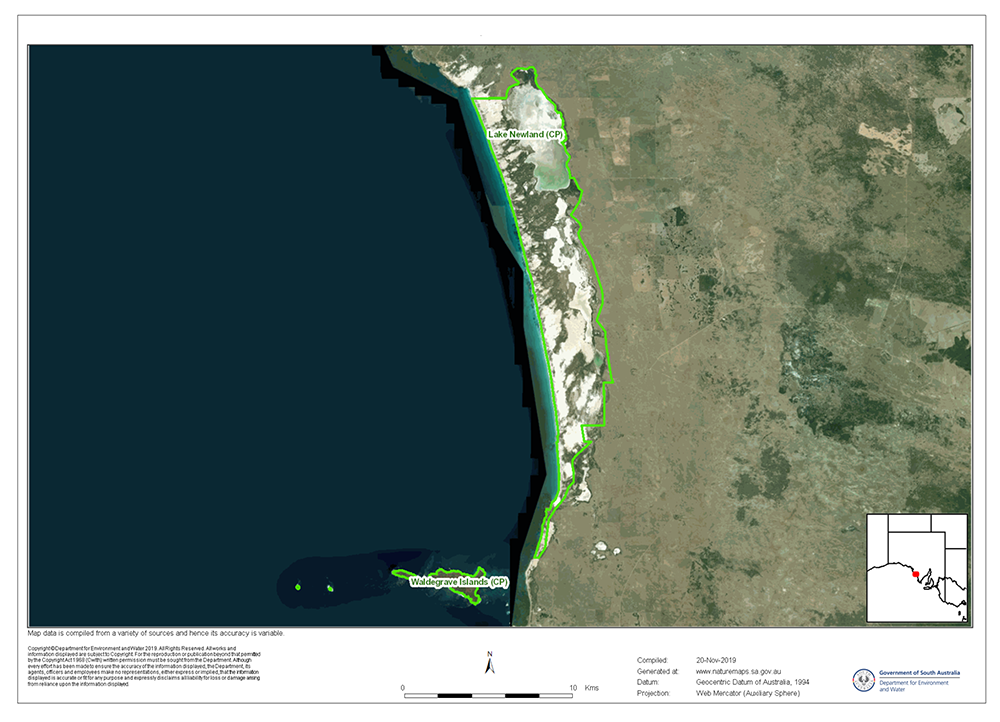 Lake Newland (CP)
Waldegrave Islands (CP)
Map data is compiled from a variety of sources and hence its accuracy is variable.
Copyright © Department for Environment and Water 2019. All Rights Reserved. All works and
information displayed are subject to Copyright. For the reproduction or publication beyond that permitted
by the Copyright Act 1968 (Cwlth) written permission must be sought from the Department. Although
every effort has been made to ensure the accuracy of the information displayed, the Department, its
agents, officers and employees make no representations, either express or implied, that the information
displayed is accurate or fit for any purpose and expressly disclaims all liability for loss or damage arising
from reliance upon the information displayed.
N
0 10 Kms
Compiled: 20-Nov-2019
Generated at: www.naturemaps.sa.gov.au
Datum: Geocentric Datum of Australia, 1994
Projection: Web Mercator (Auxiliary Sphere)
Government of South Australia
Department for Environment
and Water